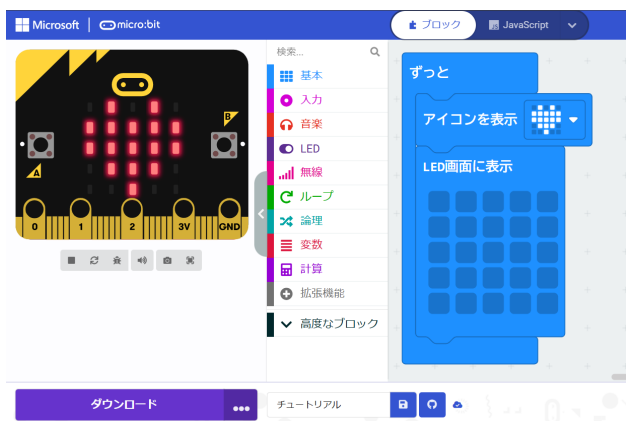 Microsoft
micro:bit
ブロック
JavaScript
検索...
基本
入力
音楽
LED
無線
ループ
論理
変数
計算
拡張機能
高度なブロック
A
B
0
1
2
3V
GND
ずっと
アイコンを表示
LED画面に表示
ダウンロード
チュートリアル